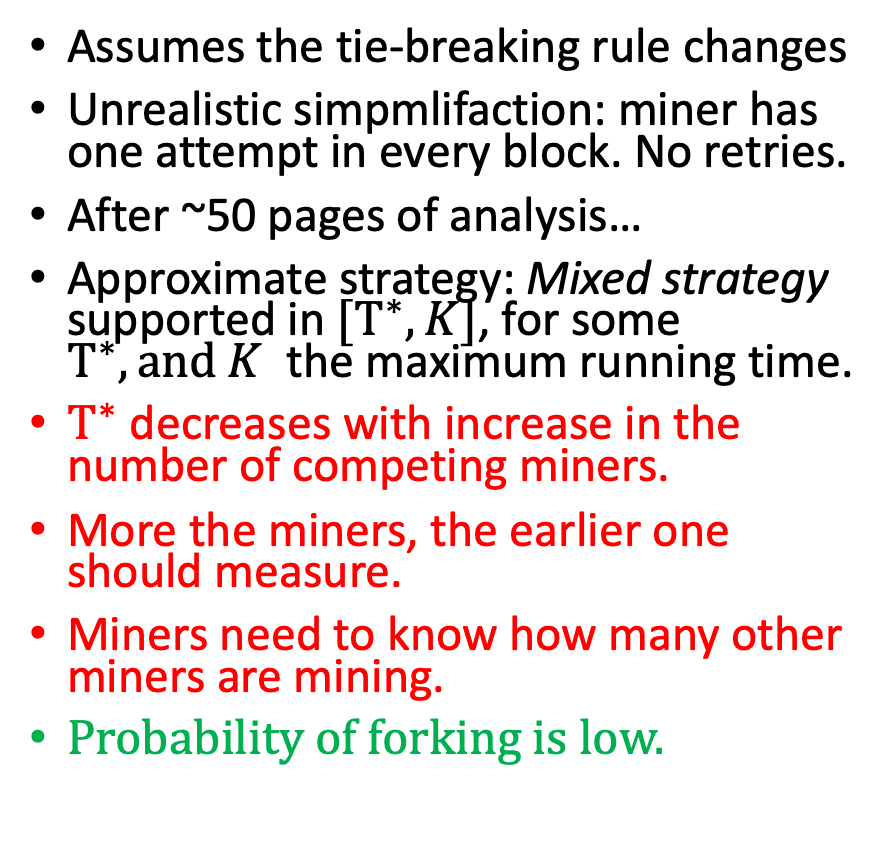 • Assumes the tie-breaking rule changes
• Unrealistic simpmlifaction: miner has
one attempt in every block. No retries.
• After ~50 pages of analysis...
• Approximate strategy: Mixed strategy
supported in [T*, K], for some
T*, and K the maximum running time.
• T* decreases with increase in the
number of competing miners.
• More the miners, the earlier one
should measure.
• Miners need to know how many other
miners are mining.
• Probability of forking is low.